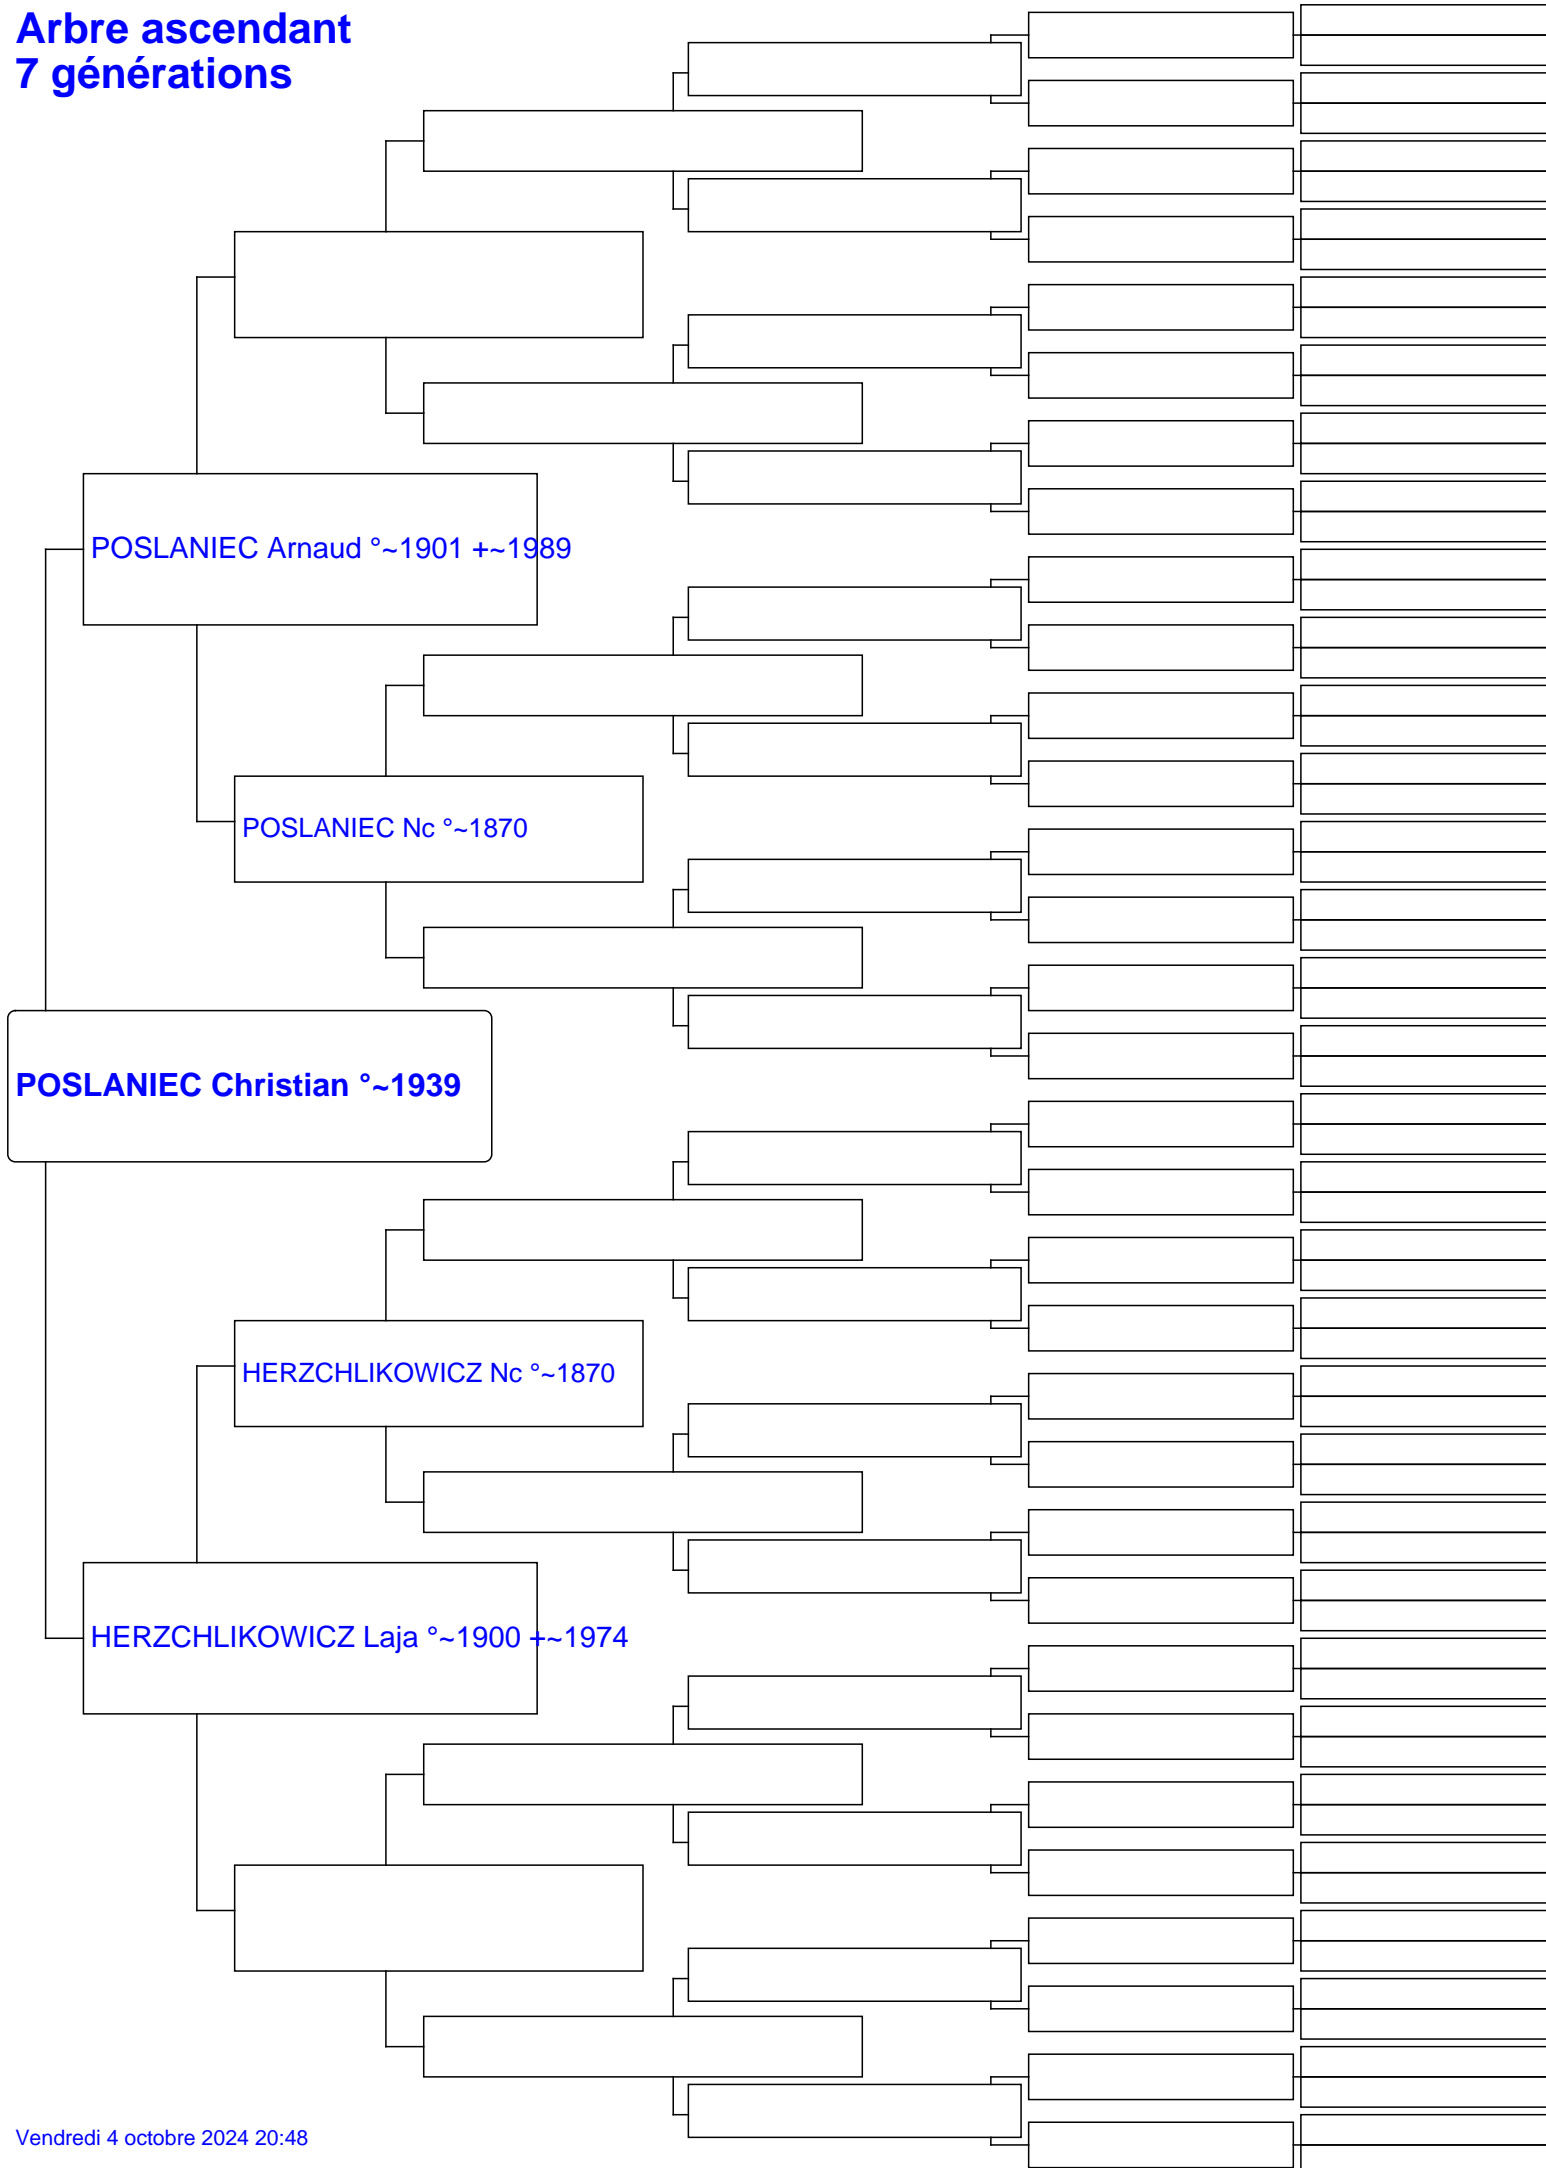 Arbre ascendant
7 générations
POSLANIEC Arnaud °~1901 +~1989
POSLANIEC Nc °~1870
POSLANIEC Christian °~1939
HERZCHLIKOWICZ Nc °~1870
HERZCHLIKOWICZ Laja °~1900 +~1974
Vendredi 4 octobre 2024 20:48